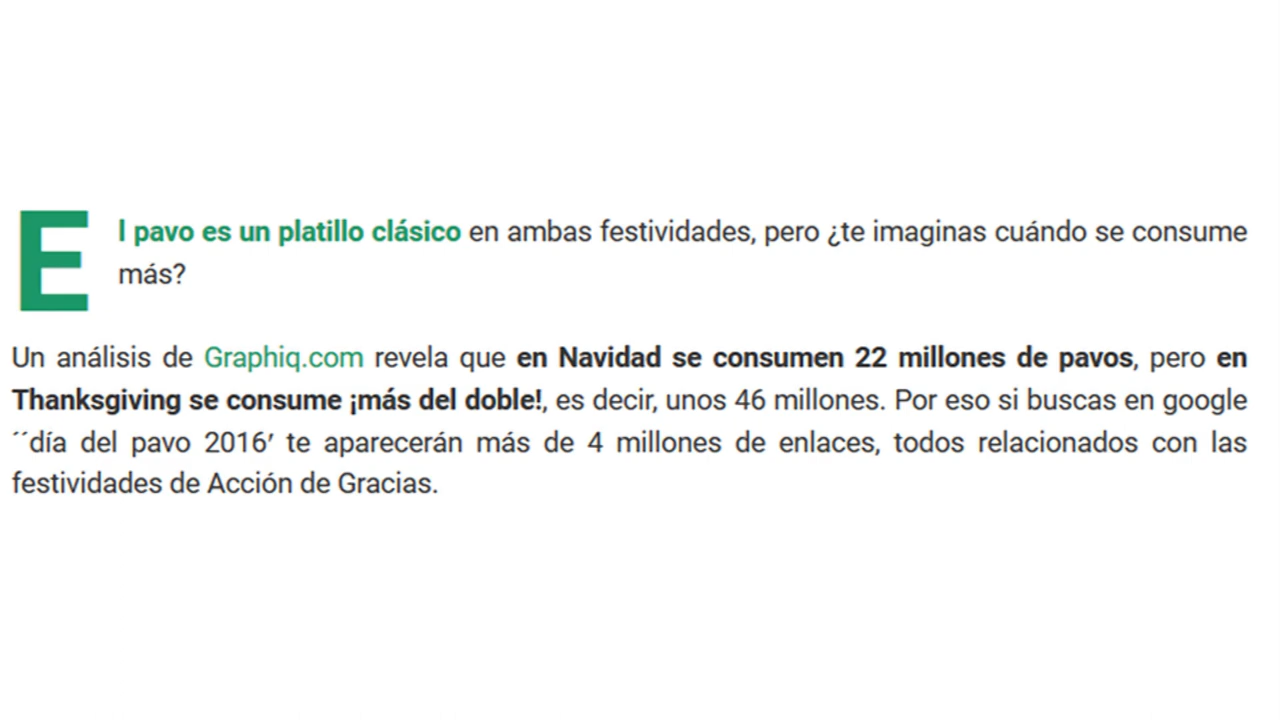 El pavo es un platillo clásico en ambas festividades, pero ¿te imaginas cuándo se consume
más?
Un análisis de Graphiq.com revela que en Navidad se consumen 22 millones de pavos, pero en
Thanksgiving se consume ¡más del doble!, es decir, unos 46 millones. Por eso si buscas en google
´´día del pavo 2016′ te aparecerán más de 4 millones de enlaces, todos relacionados con las
festividades de Acción de Gracias.